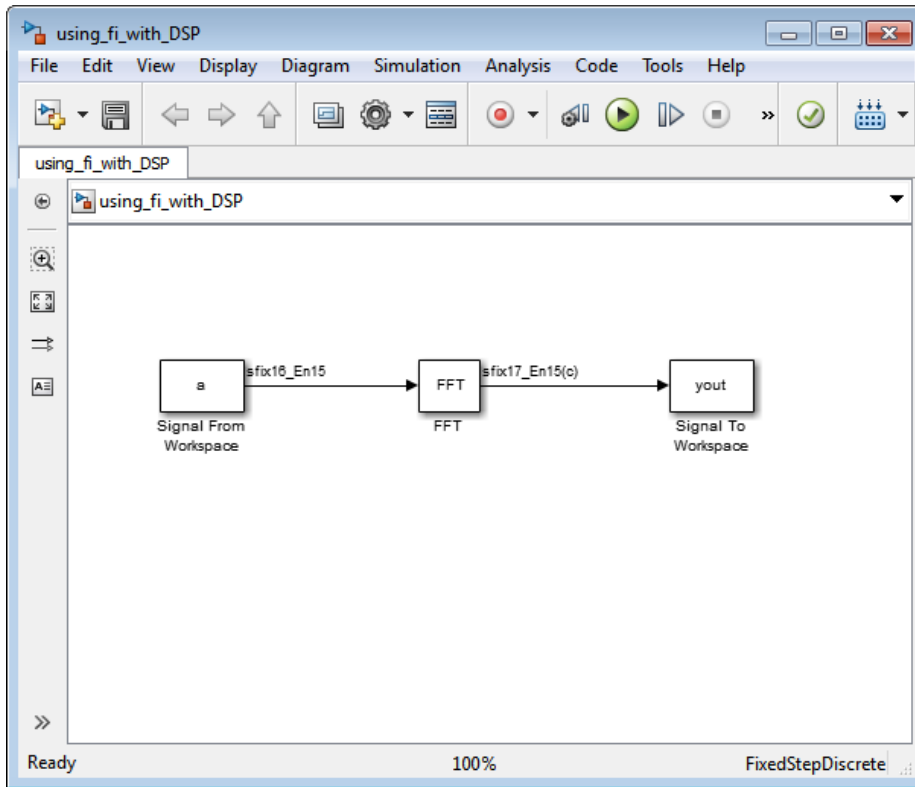 using_fi_with_DSP
File Edit View Display Diagram Simulation Analysis Code Tools Help
»
using_fi_with_DSP
using_fi_with_DSP
a
sfix16_En15
FFT
sfix17_En15(c)
yout
Signal From
Workspace
FFT
Signal To
Workspace
A
»
Ready 100% FixedStepDiscrete